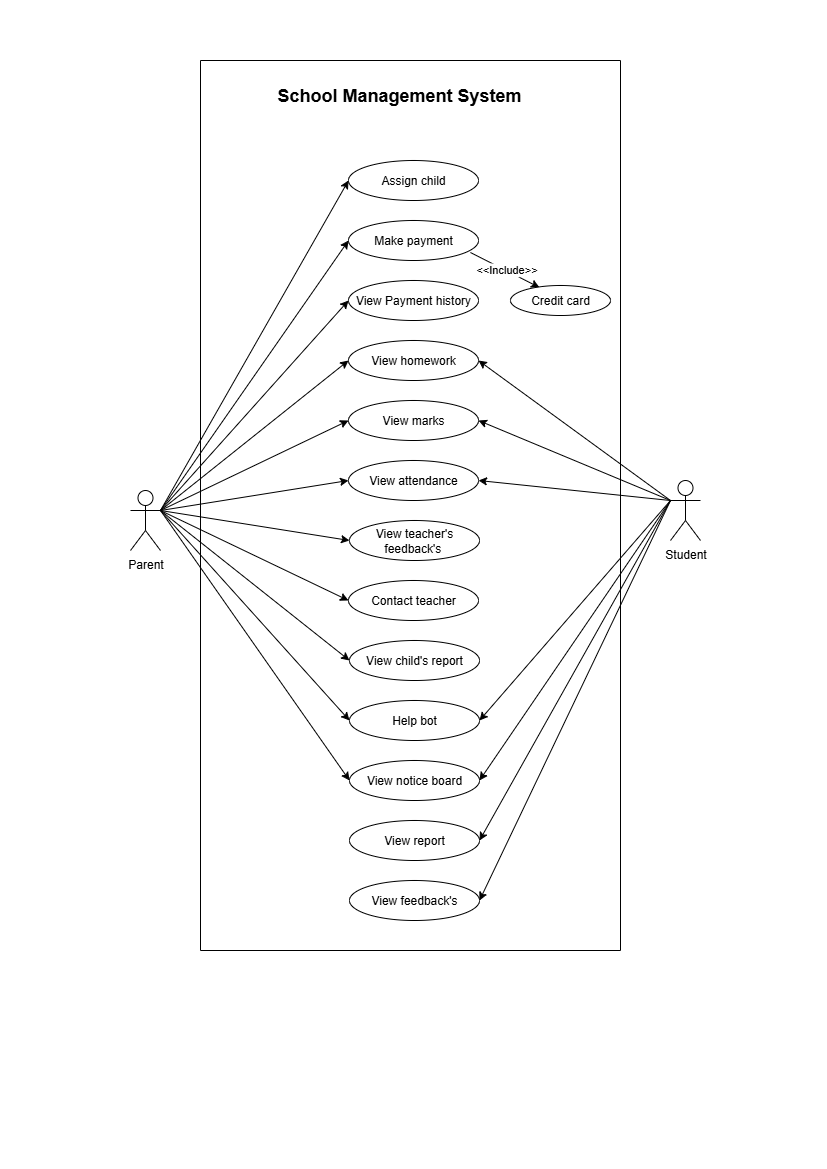 School Management System
Assign child
Make payment
<<Include>>
View Payment history
Credit card
View homework
View marks
View attendance
View teacher's
feedback's
Parent
Student
Contact teacher
View child's report
Help bot
View notice board
View report
View feedback's